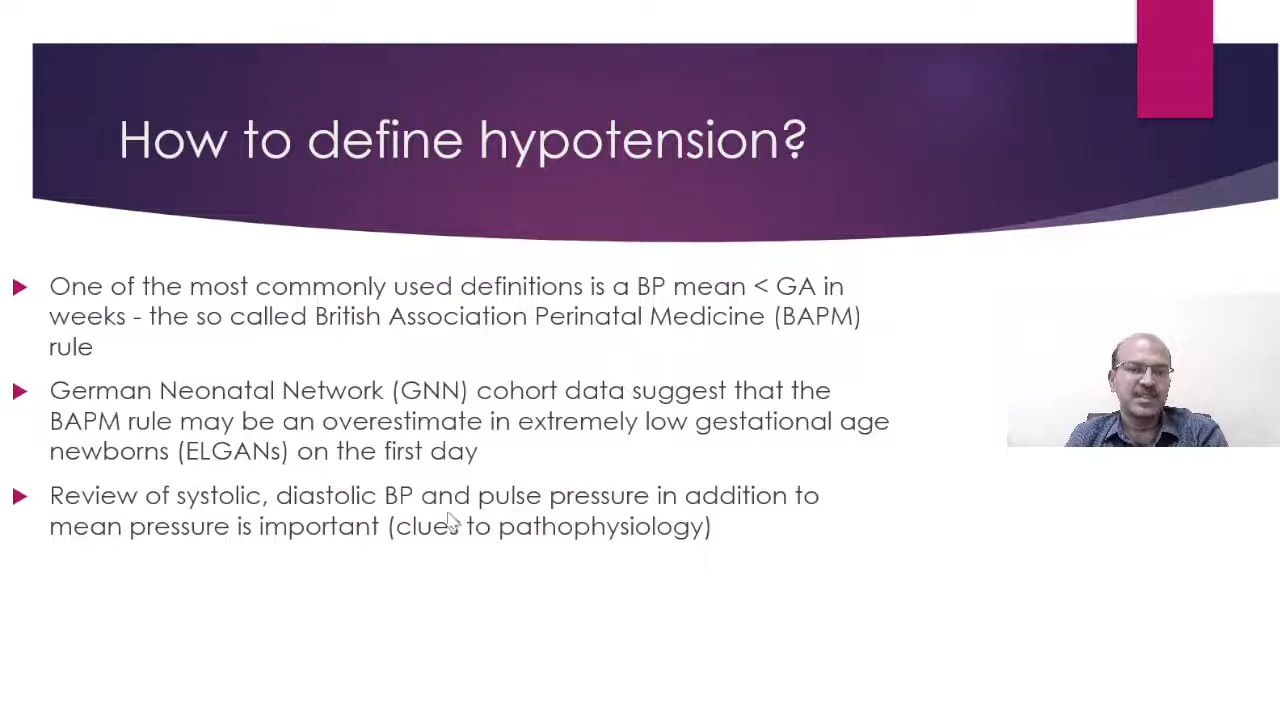 How to define hypotension?
One of the most commonly used definitions is a BP mean < GA in
weeks - the so called British Association Perinatal Medicine (BAPM)
rule
German Neonatal Network (GNN) cohort data suggest that the
BAPM rule may be an overestimate in extremely low gestational age
newborns (ELGANs) on the first day
Review of systolic, diastolic BP and pulse pressure in addition to
mean pressure is important (clues to pathophysiology)